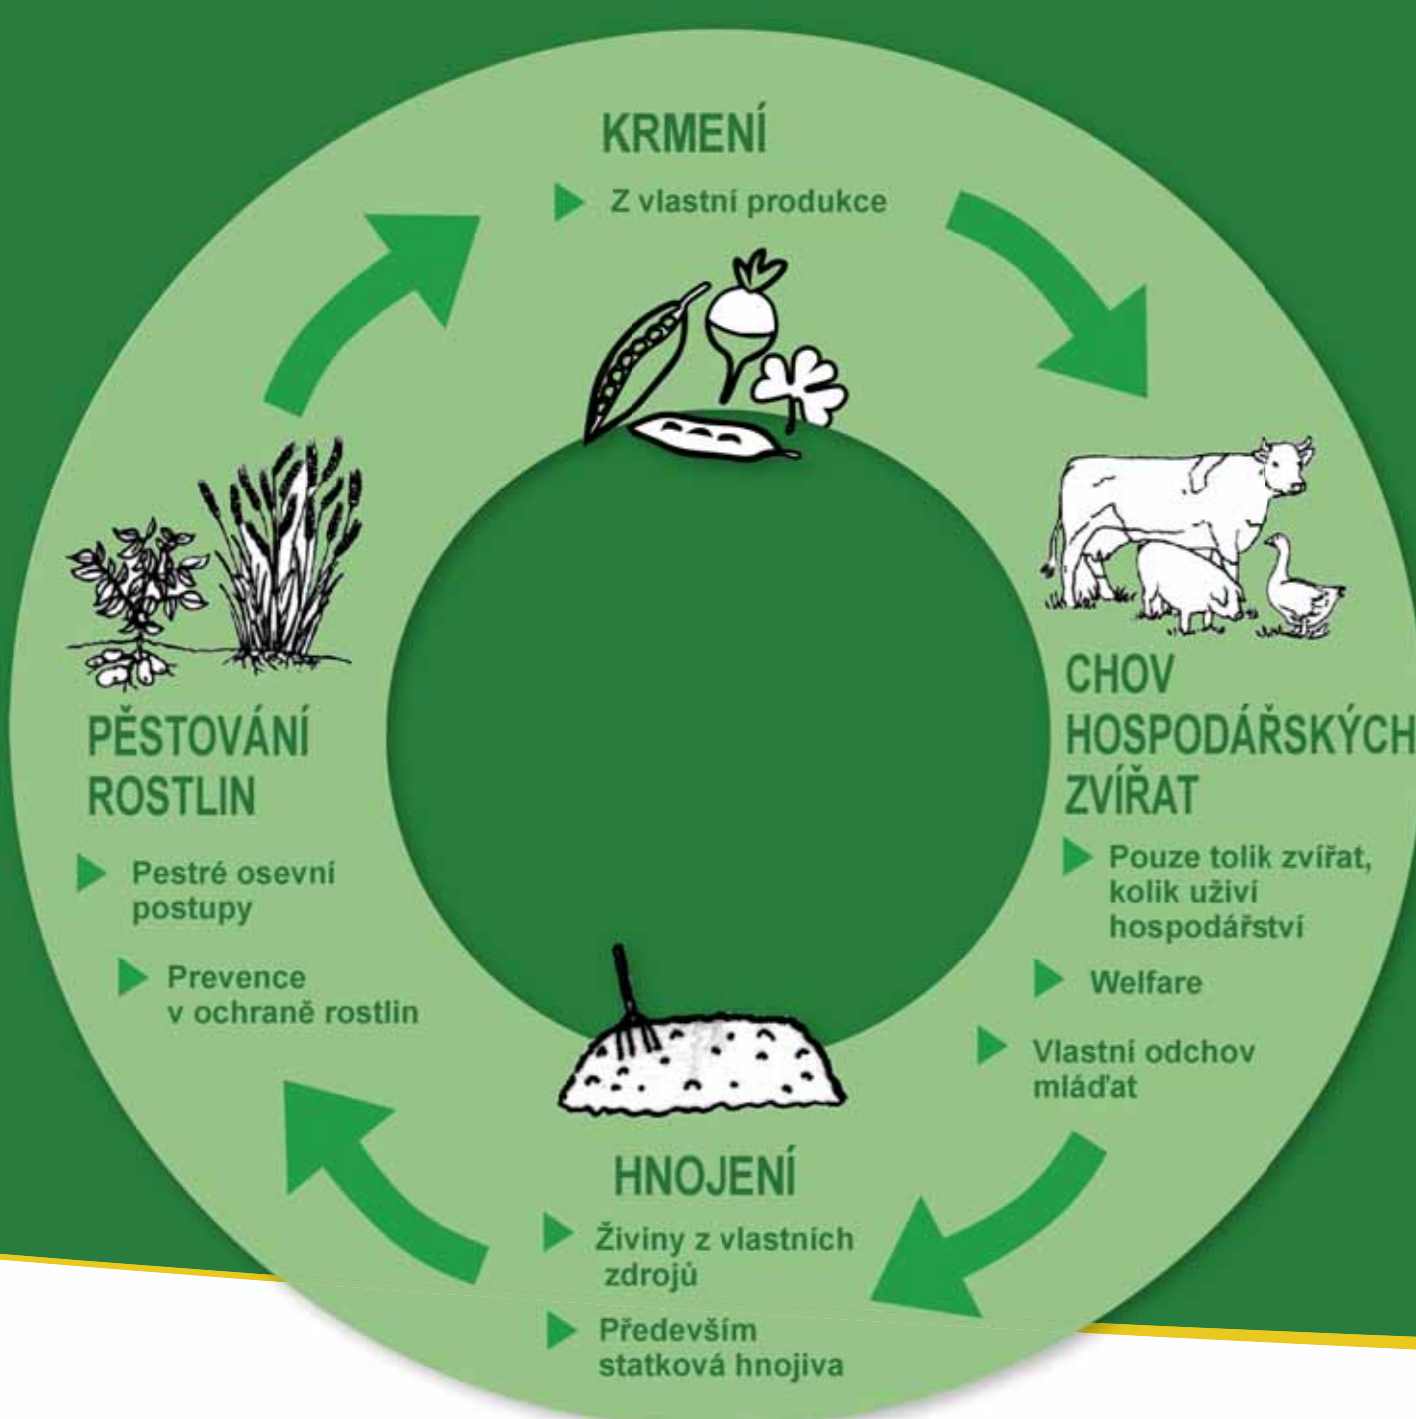 KRMENÍ
Z vlastní produkce
CHOV
HOSPODÁŘSKÝCH
ZVÍŘAT
Pouze tolik zvířat,
kolik uživí
hospodářství
Welfare
Vlastní odchov
mláďat
HNOJENÍ
Živiny z vlastních
zdrojů
Především
statková hnojiva
PĚSTOVÁNÍ
ROSTLIN
Pestré osevní
postupy
Prevence
v ochraně rostlin